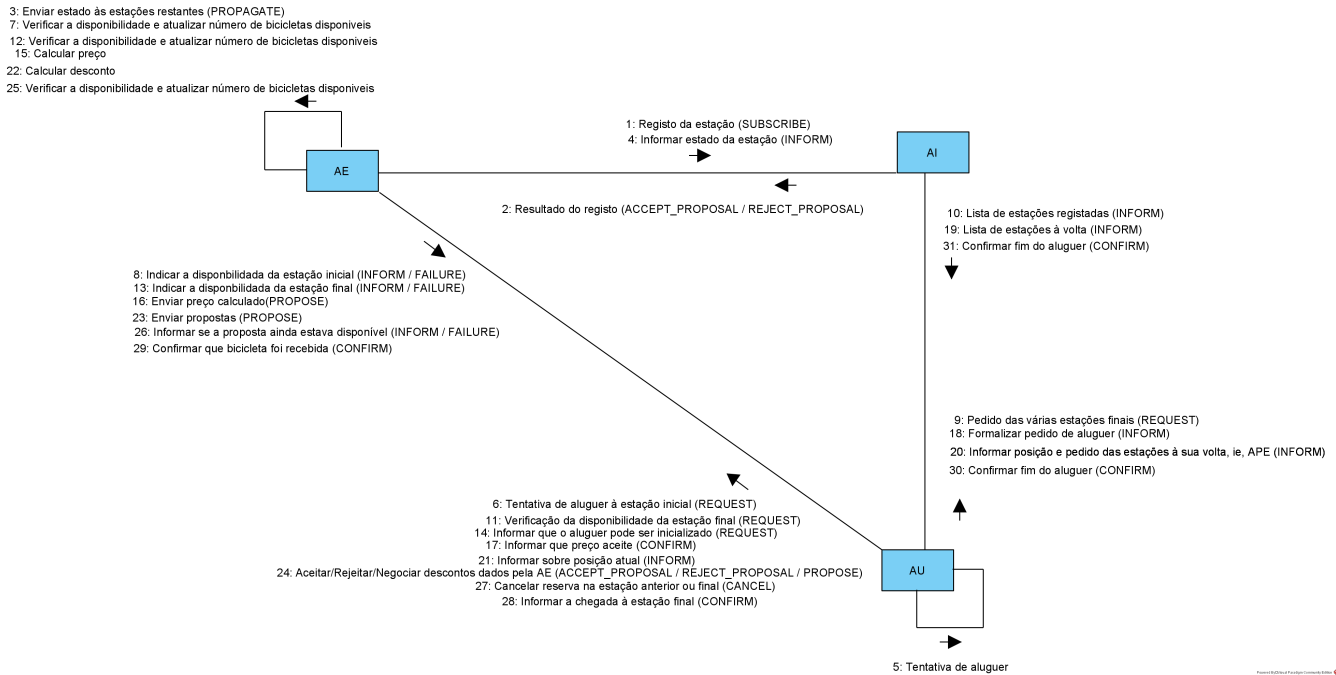 3: Enviar estado às estações restantes (PROPAGATE)
7: Verificar a disponibilidade e atualizar número de bicicletas disponiveis
12: Verificar a disponibilidade e atualizar número de bicicletas disponiveis
15: Calcular preço
22: Calcular desconto
25: Verificar a disponibilidade e atualizar número de bicicletas disponiveis
AE
1: Registo da estação (SUBSCRIBE)
4: Informar estado da estação (INFORM)
AI
2: Resultado do registo (ACCEPT_PROPOSAL / REJECT_PROPOSAL)
10: Lista de estações registadas (INFORM)
19: Lista de estações à volta (INFORM)
31: Confirmar fim do aluguer (CONFIRM)
8: Indicar a disponbilidada da estação inicial (INFORM / FAILURE)
13: Indicar a disponbilidada da estação final (INFORM / FAILURE)
16: Enviar preço calculado(PROPOSE)
23: Enviar propostas (PROPOSE)
26: Informar se a proposta ainda estava disponível (INFORM / FAILURE)
29: Confirmar que bicicleta foi recebida (CONFIRM)
9: Pedido das várias estações finais (REQUEST)
18: Formalizar pedido de aluguer (INFORM)
20: Informar posição e pedido das estações à sua volta, ie, APE (INFORM)
30: Confirmar fim do aluguer (CONFIRM)
6: Tentativa de aluguer à estação inicial (REQUEST)
11: Verificação da disponibilidade da estação final (REQUEST)
14: Informar que o aluguer pode ser inicializado (REQUEST)
17: Informar que preço aceite (CONFIRM)
21: Informar sobre posição atual (INFORM)
24: Aceitar/Rejeitar/Negociar descontos dados pela AE (ACCEPT_PROPOSAL / REJECT_PROPOSAL / PROPOSE)
27: Cancelar reserva na estação anterior ou final (CANCEL)
28: Informar a chegada à estação final (CONFIRM)
AU
5: Tentativa de aluguer
Powered By Visual Paradigm Community Edition